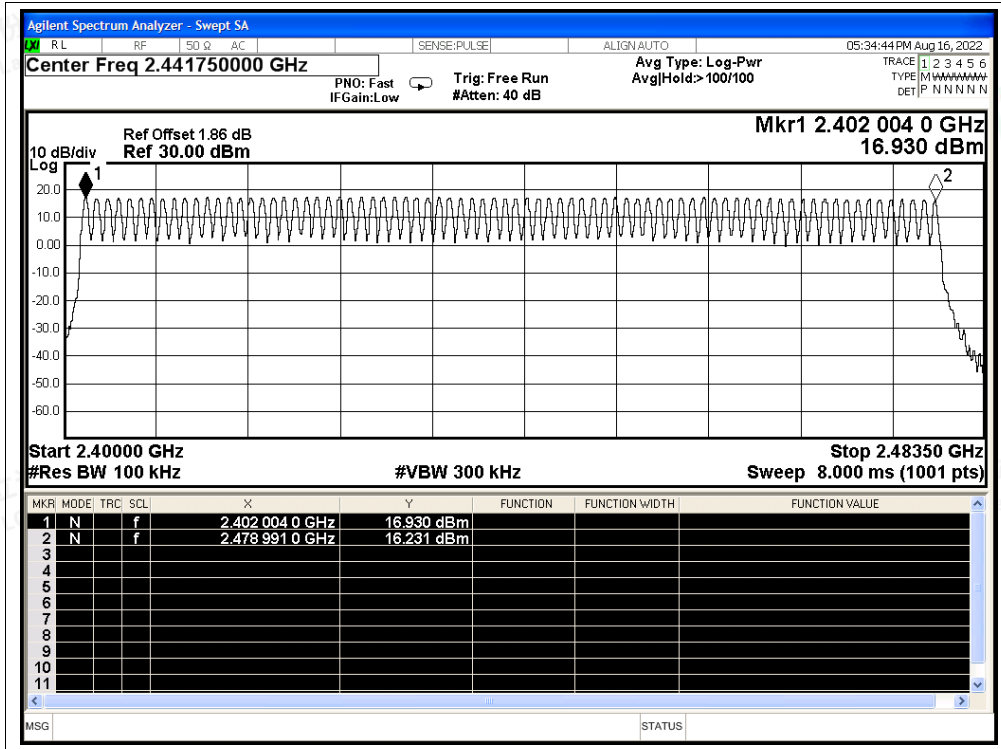 Agilent Spectrum Analyzer - Swept SA
LXI RL RF 50 Ω AC SENSE:PULSE ALIGN AUTO 05:34:44 PM Aug 16, 2022
Center Freq 2.441750000 GHz
PNO: Fast
IFGain:Low
Trig: Free Run
#Atten: 40 dB
Avg Type: Log-Pwr
Avg|Hold:>100/100
TRACE 1 2 3 4 5 6
TYPE M
DET P N N N N N
Mkr1 2.402 004 0 GHz
16.930 dBm
Ref Offset 1.86 dB
10 dB/div Ref 30.00 dBm
Log
1
2
20.0
10.0
0.00
-10.0
-20.0
-30.0
-40.0
-50.0
-60.0
Start 2.40000 GHz Stop 2.48350 GHz
#Res BW 100 kHz #VBW 300 kHz Sweep 8.000 ms (1001 pts)
MKR MODE TRC SCL X Y FUNCTION FUNCTION WIDTH FUNCTION VALUE
1 N f 2.402 004 0 GHz 16.930 dBm
2 N f 2.478 991 0 GHz 16.231 dBm
3
4
5
6
7
8
9
10
11
MSG STATUS